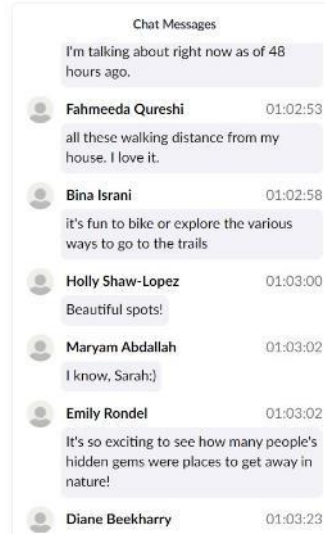 Chat Messages
I'm talking about right now as of 48
hours ago.
Fahmeeda Qureshi 01:02:53
all these walking distance from my
house. I love it.
Bina Israni 01:02:58
it's fun to bike or explore the various
ways to go to the trails
Holly Shaw-Lopez 01:03:00
Beautiful spots!
Maryam Abdallah 01:03:02
I know, Sarah:)
Emily Rondel 01:03:02
It's so exciting to see how many people's
hidden gems were places to get away in
nature!
Diane Beekharry 01:03:23